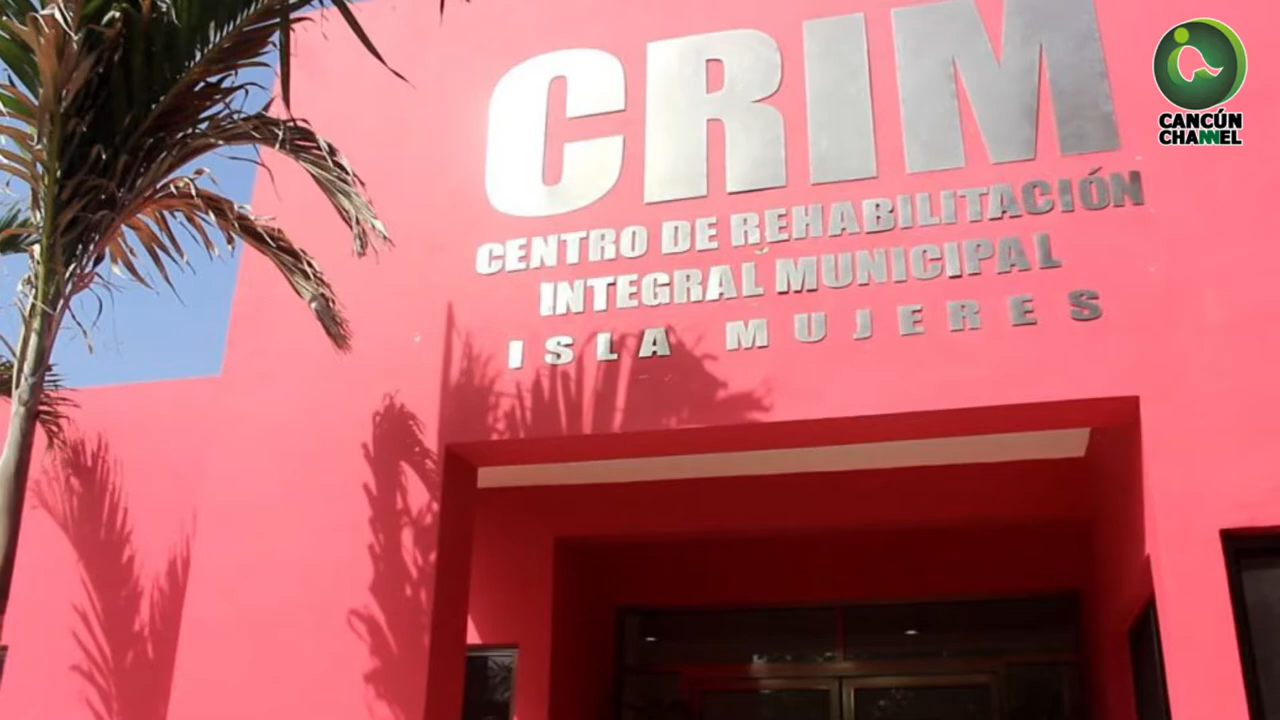 CRIM
CENTRO DE REHABILITACIÓN
INTEGRAL MUNICIPAL
ISLA MUJERES
CANCÚN
CHANNEL